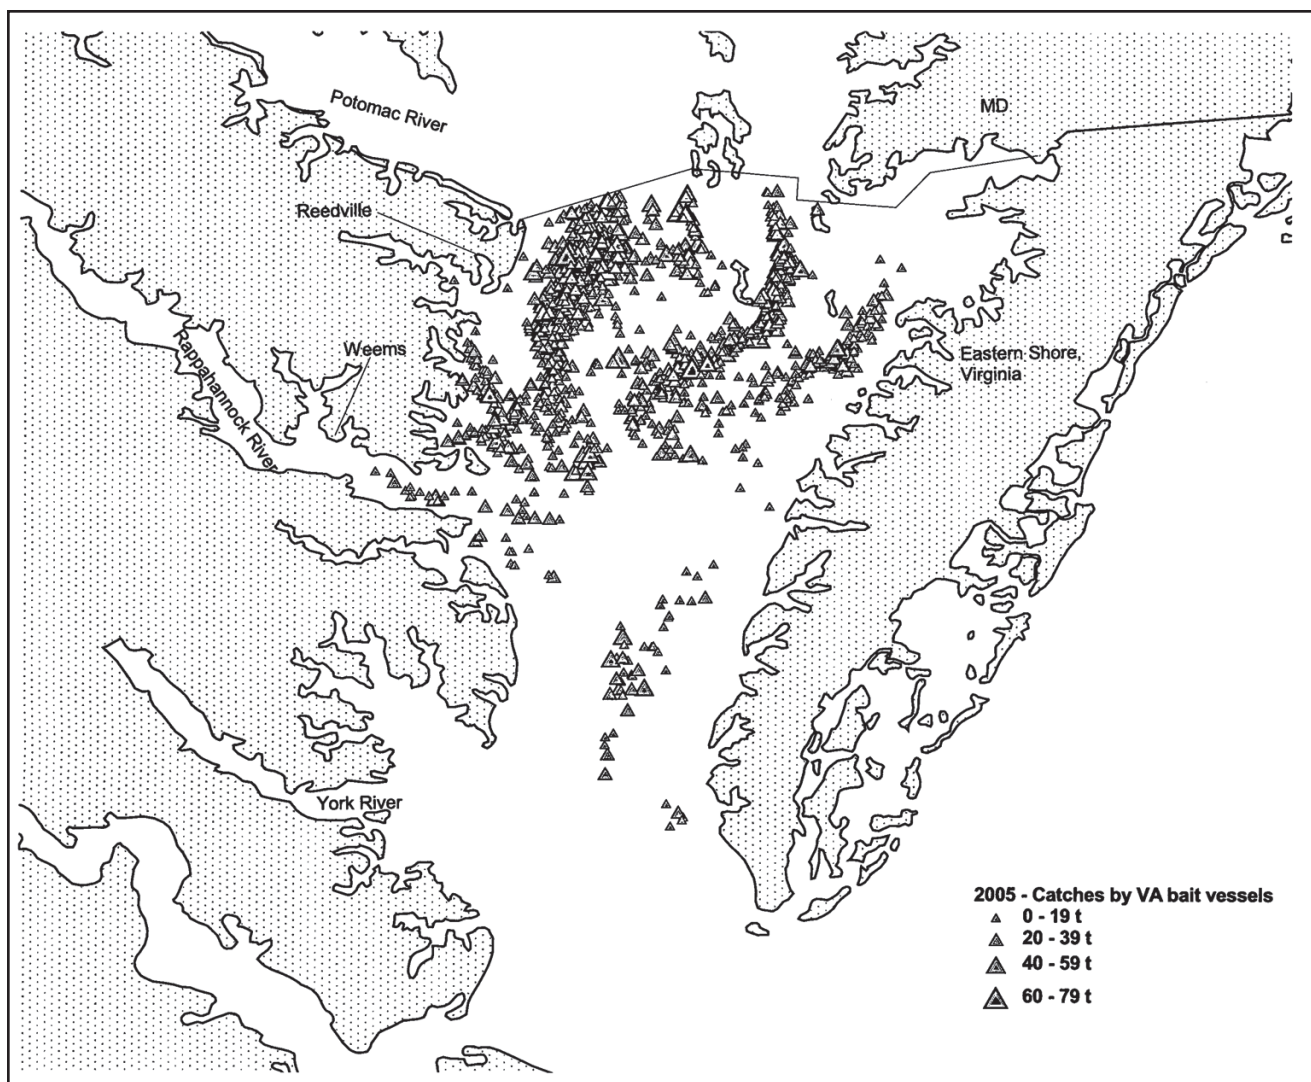 Potomac River
MD
Reedville
Rappahannock River
Weems
Eastern Shore,
Virginia
York River
2005 - Catches by VA bait vessels
0 - 19 t
20 - 39 t
40 - 59 t
60 - 79 t